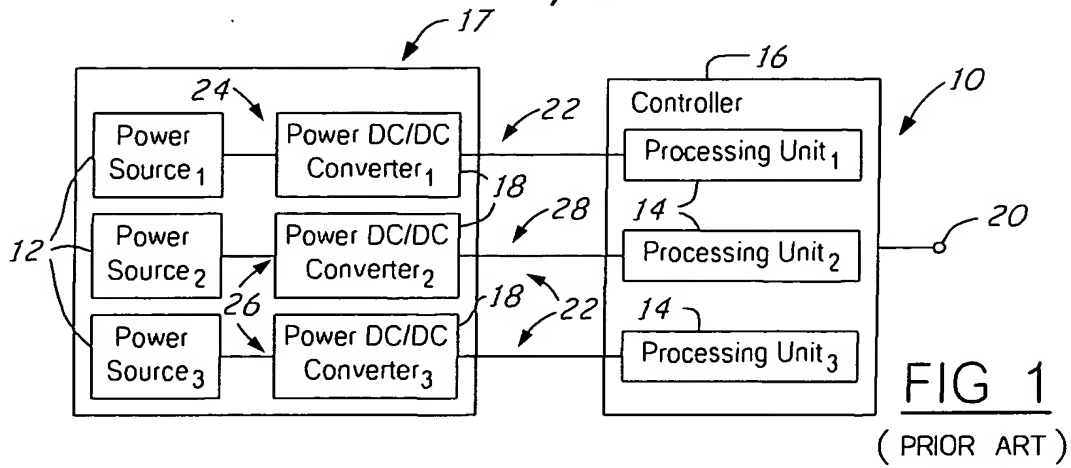 17
16
10
24
22
Controller
Power Source₁
Power DC/DC Converter₁
Processing Unit₁
18
14
28
20
12
Power Source₂
Power DC/DC Converter₂
Processing Unit₂
26
18
22
14
Power Source₃
Power DC/DC Converter₃
Processing Unit₃
FIG 1
( PRIOR ART )